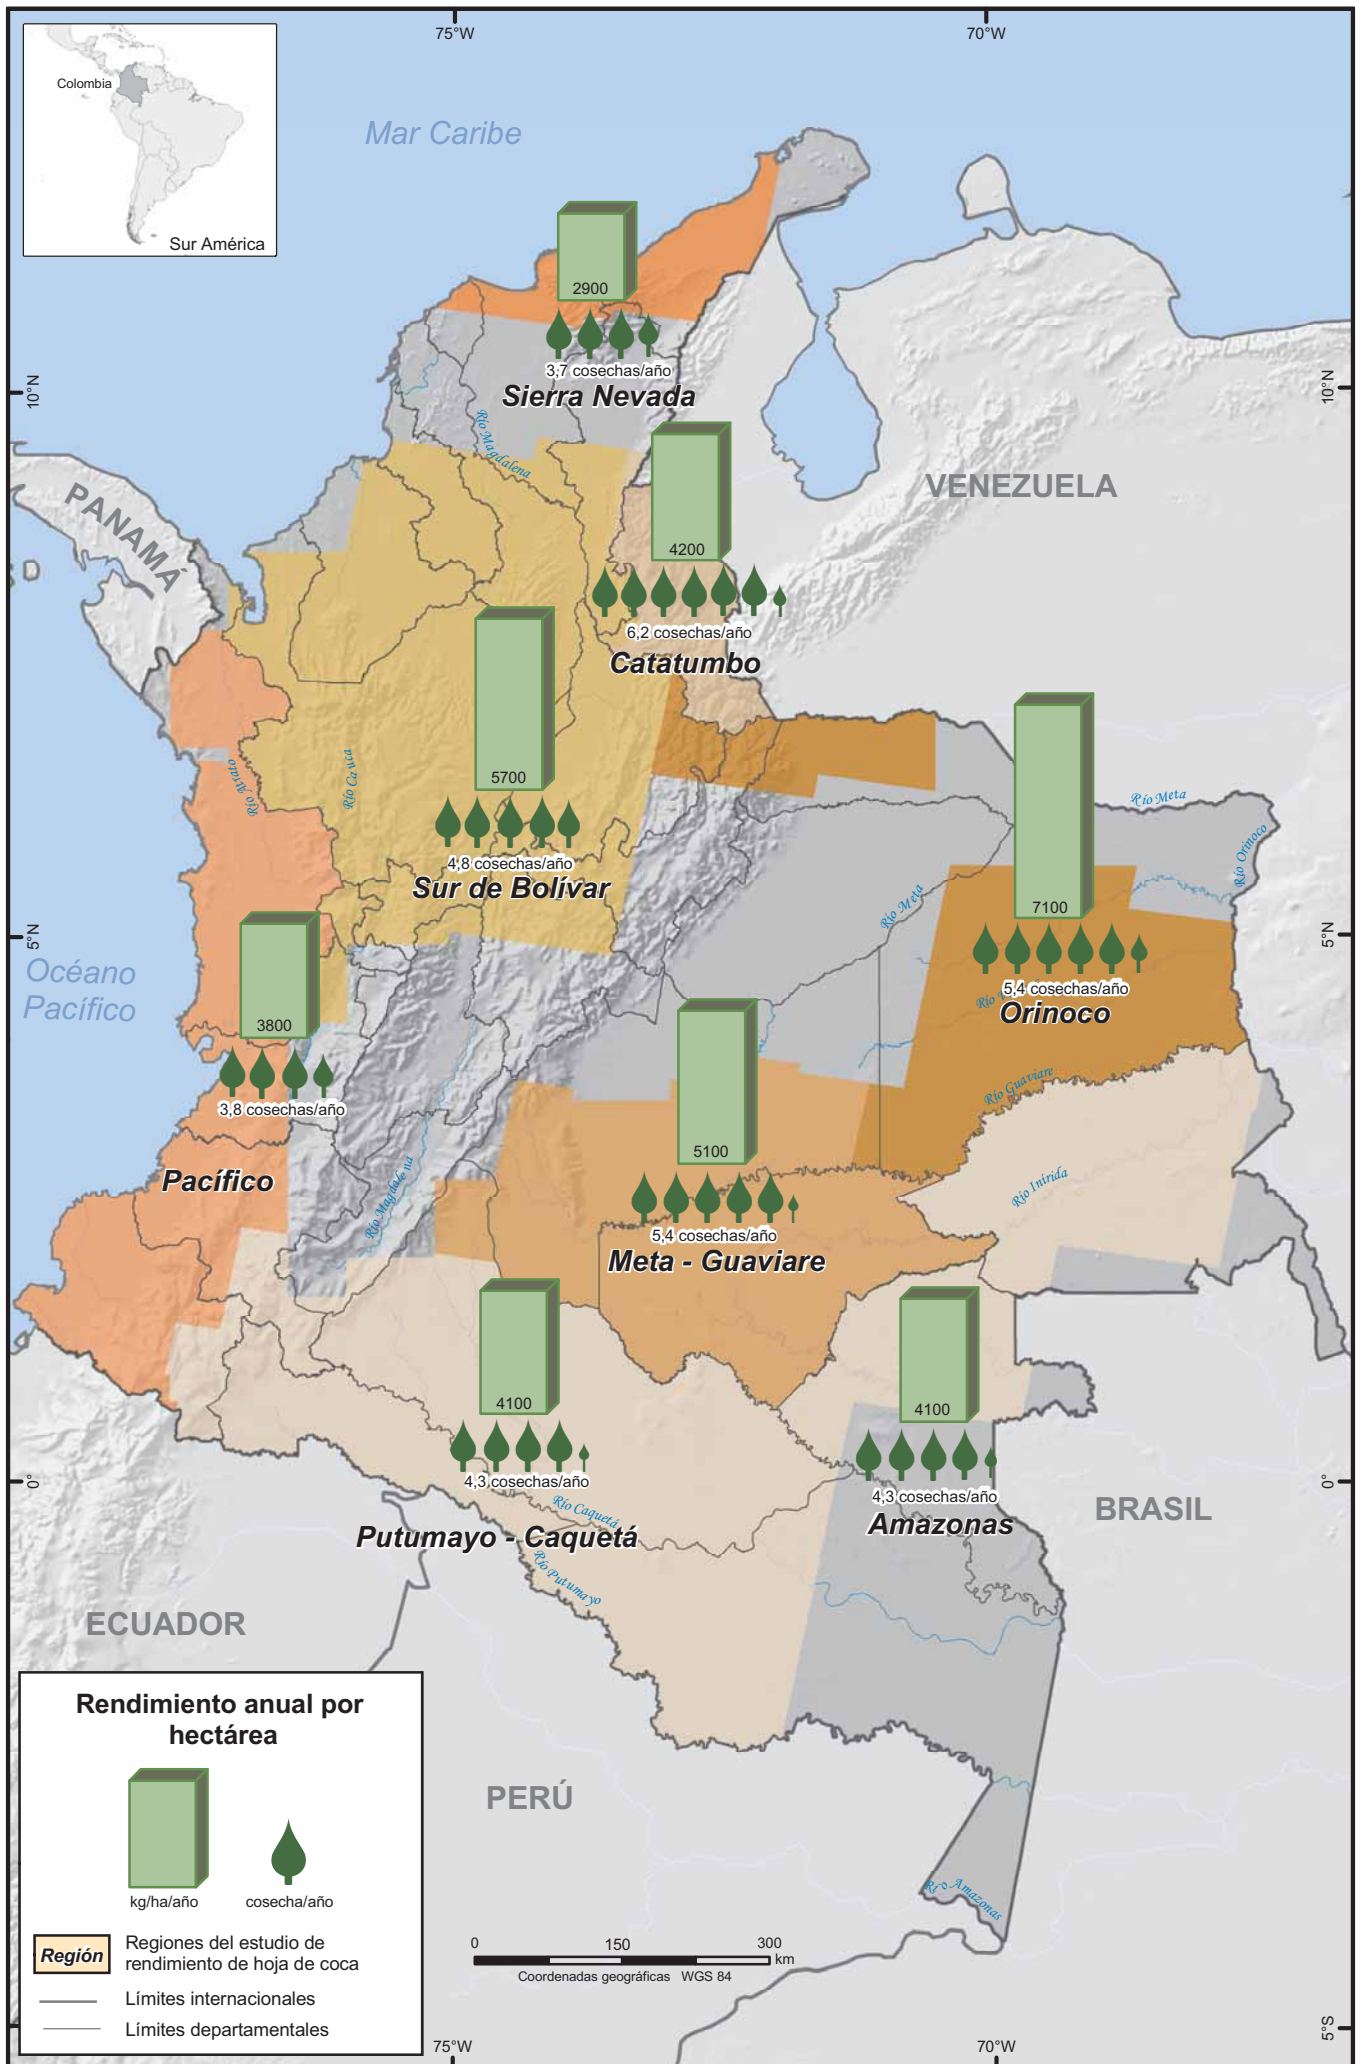 75°W
70°W
Colombia
Sur América
Mar Caribe
2900
3,7 cosechas/año
Sierra Nevada
10°N
10°N
Río Magdalena
VENEZUELA
PANAMÁ
4200
6,2 cosechas/año
Catatumbo
5700
4,8 cosechas/año
Sur de Bolívar
Río Atrato
Río Cauca
Río Meta
Río Orinoco
7100
5,4 cosechas/año
Orinoco
Río Meta
5°N
5°N
Océano
Pacífico
3800
3,8 cosechas/año
Pacífico
Río Guaviare
5100
5,4 cosechas/año
Meta - Guaviare
Río Inírida
Río Magdalena
4100
4,3 cosechas/año
Putumayo - Caquetá
4100
4,3 cosechas/año
Amazonas
0°
0°
Río Caquetá
Río Putumayo
BRASIL
ECUADOR
PERÚ
Río Amazonas
Rendimiento anual por
hectárea
kg/ha/año
cosecha/año
Región
Regiones del estudio de
rendimiento de hoja de coca
Límites internacionales
Límites departamentales
0
150
300
km
Coordenadas geográficas WGS 84
5°S
75°W
70°W